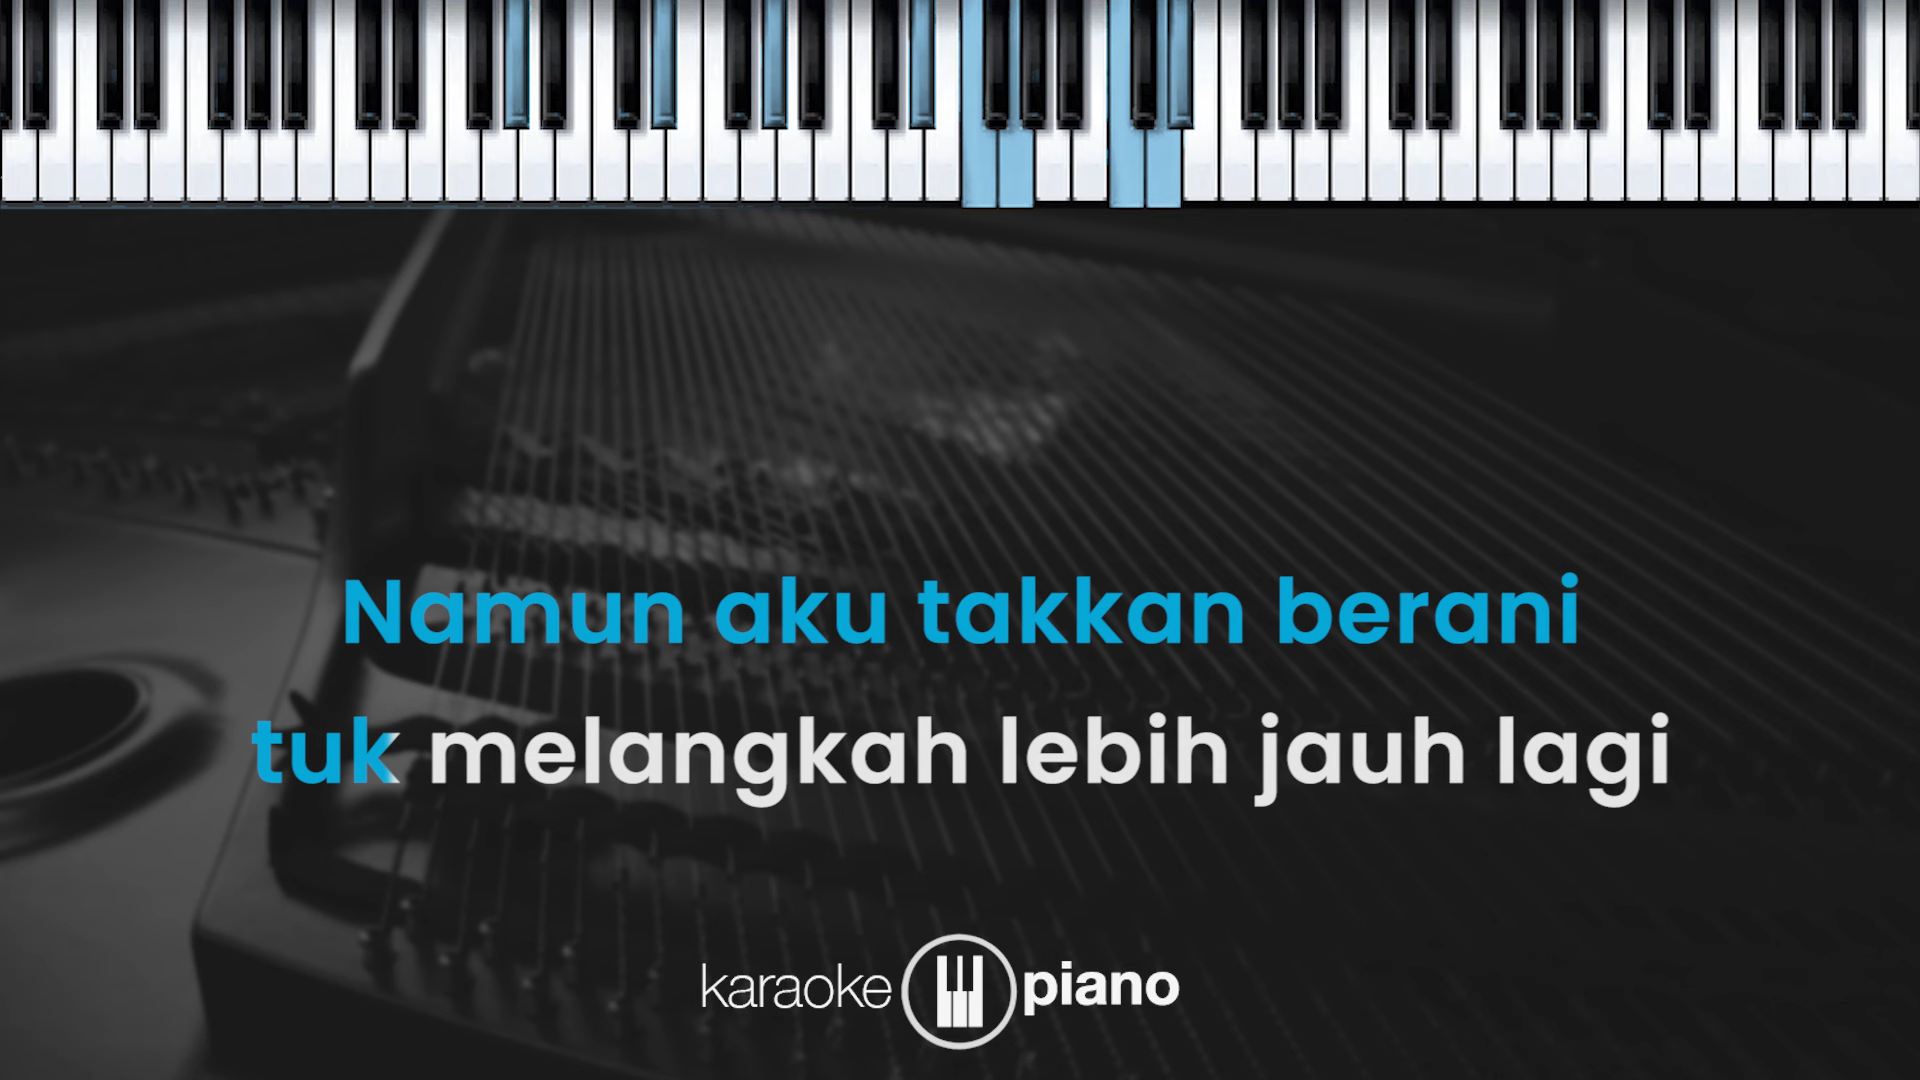 Namun aku takkan berani
tuk melangkah lebih jauh lagi
karaoke piano